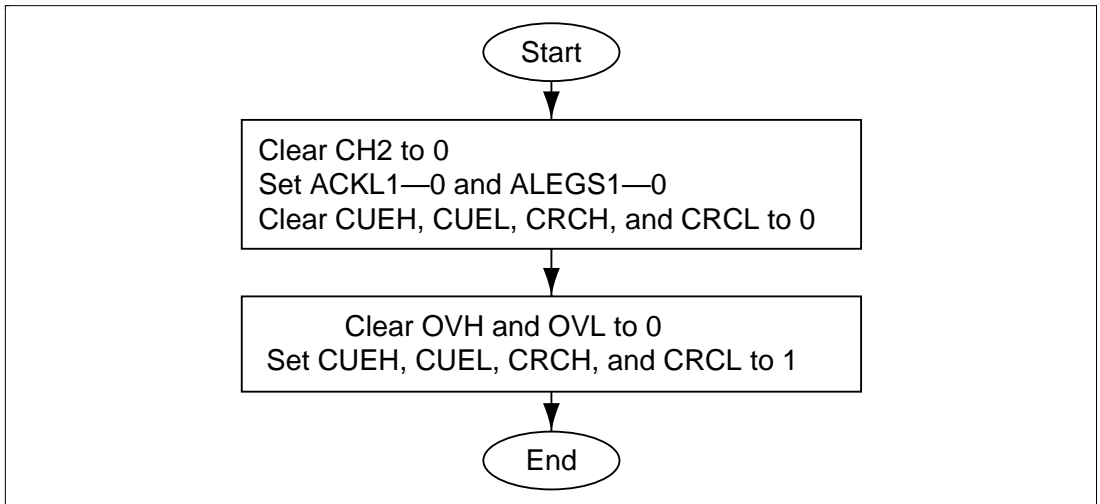 Start
Clear CH2 to 0
Set ACKL1—0 and ALEGS1—0
Clear CUEH, CUEL, CRCH, and CRCL to 0
Clear OVH and OVL to 0
Set CUEH, CUEL, CRCH, and CRCL to 1
End